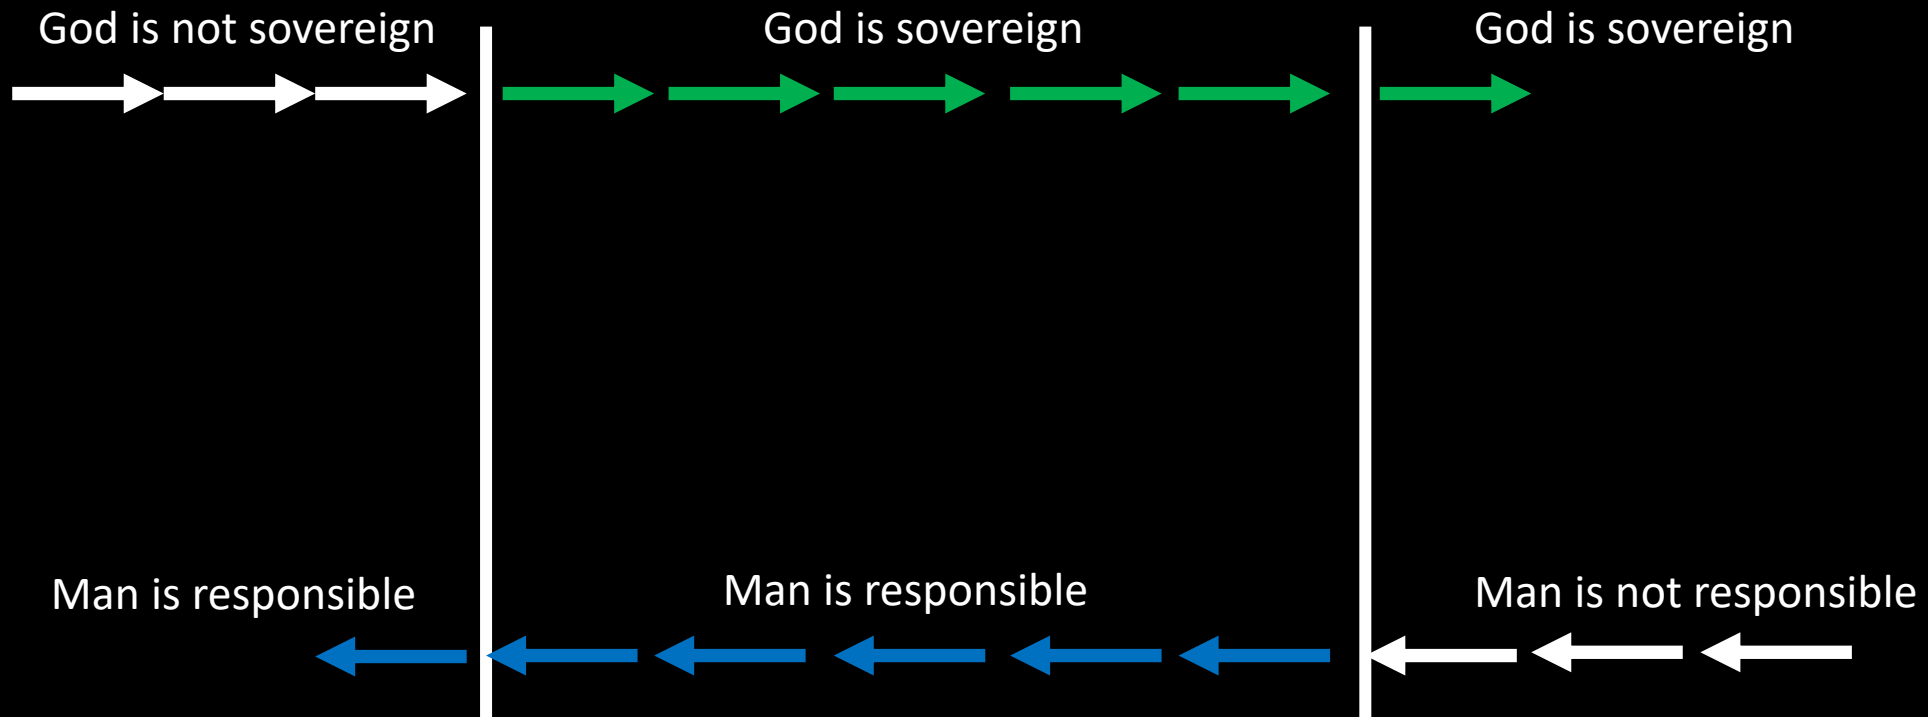 God is not sovereign
God is sovereign
God is sovereign
Man is responsible
Man is responsible
Man is not responsible